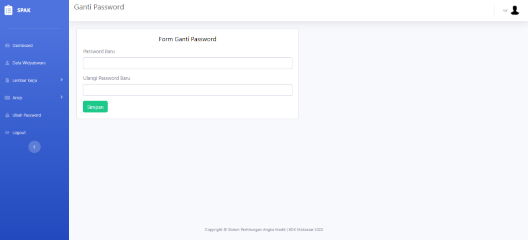 SPAK
Ganti Password
Dashboard
Data Widyaiswara
Lembar Kerja
Arsip
Ubah Password
Logout
Form Ganti Password
Password Baru
Ulangi Password Baru
Simpan
Copyright © Sistem Perhitungan Angka Kredit | BDK Makassar 2022